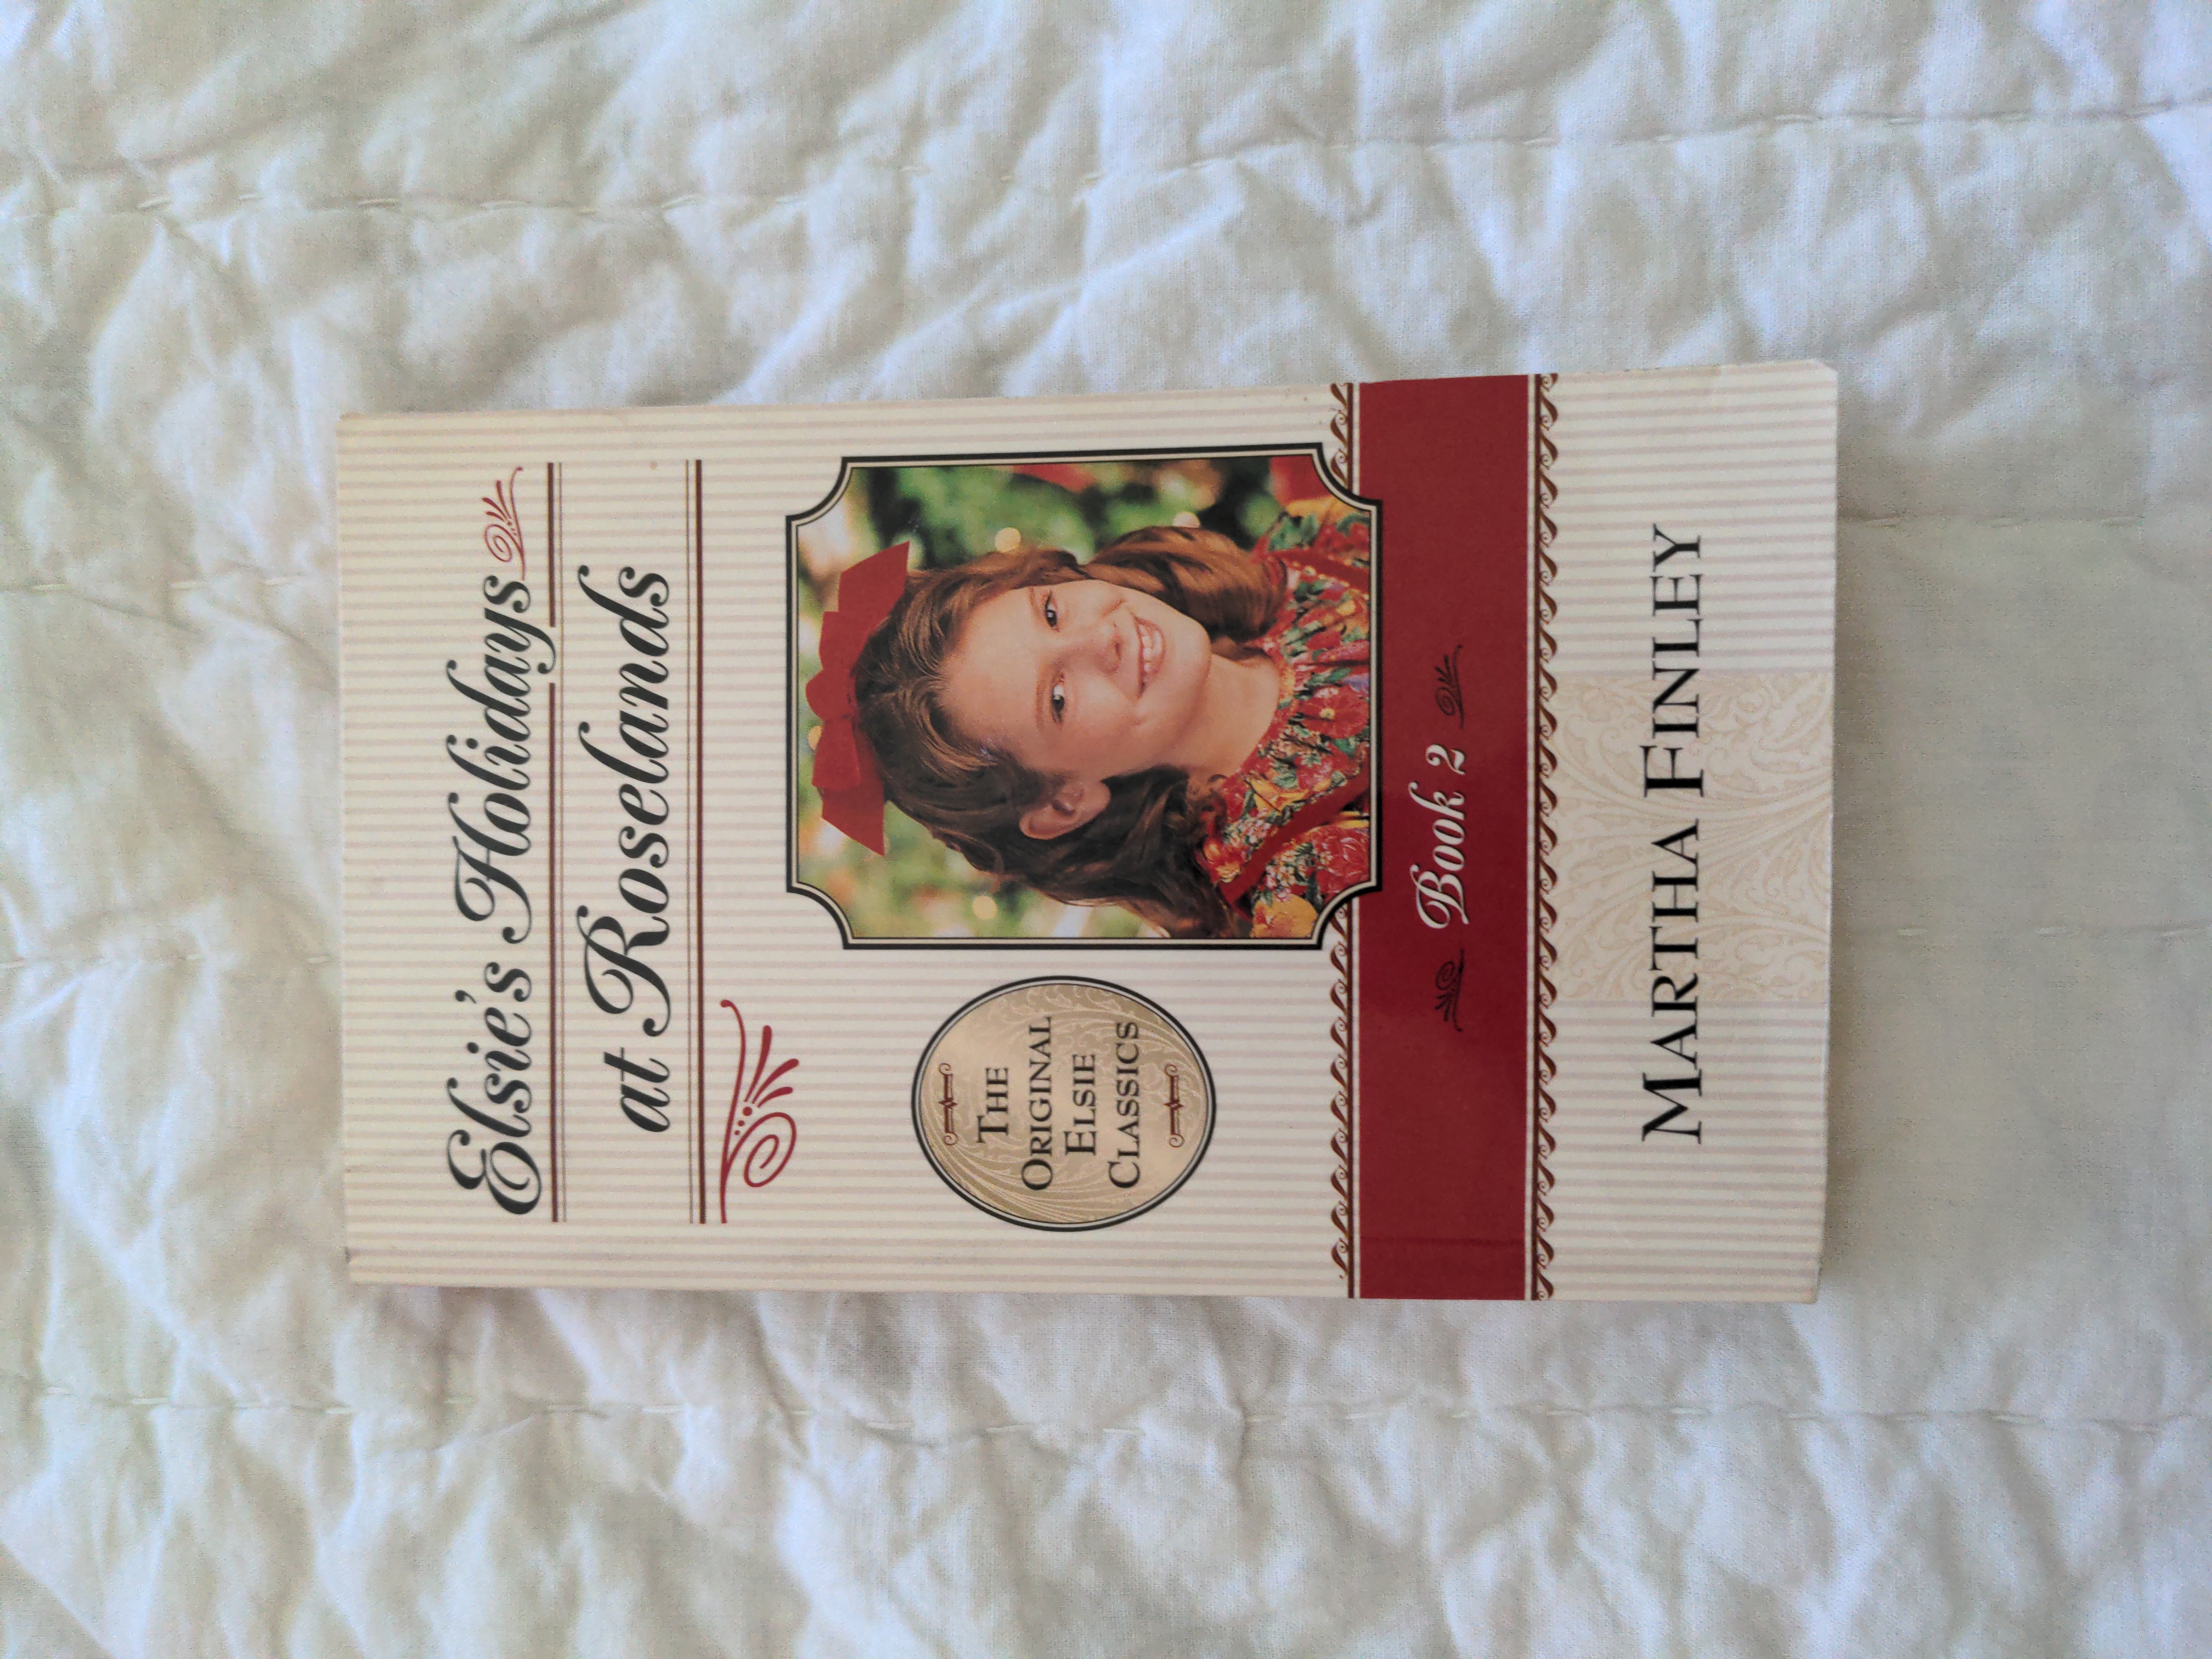 Elsie's Holidays
at Roselands
THE
ORIGINAL
ELSIE
CLASSICS
Book 2
MARTHA FINLEY